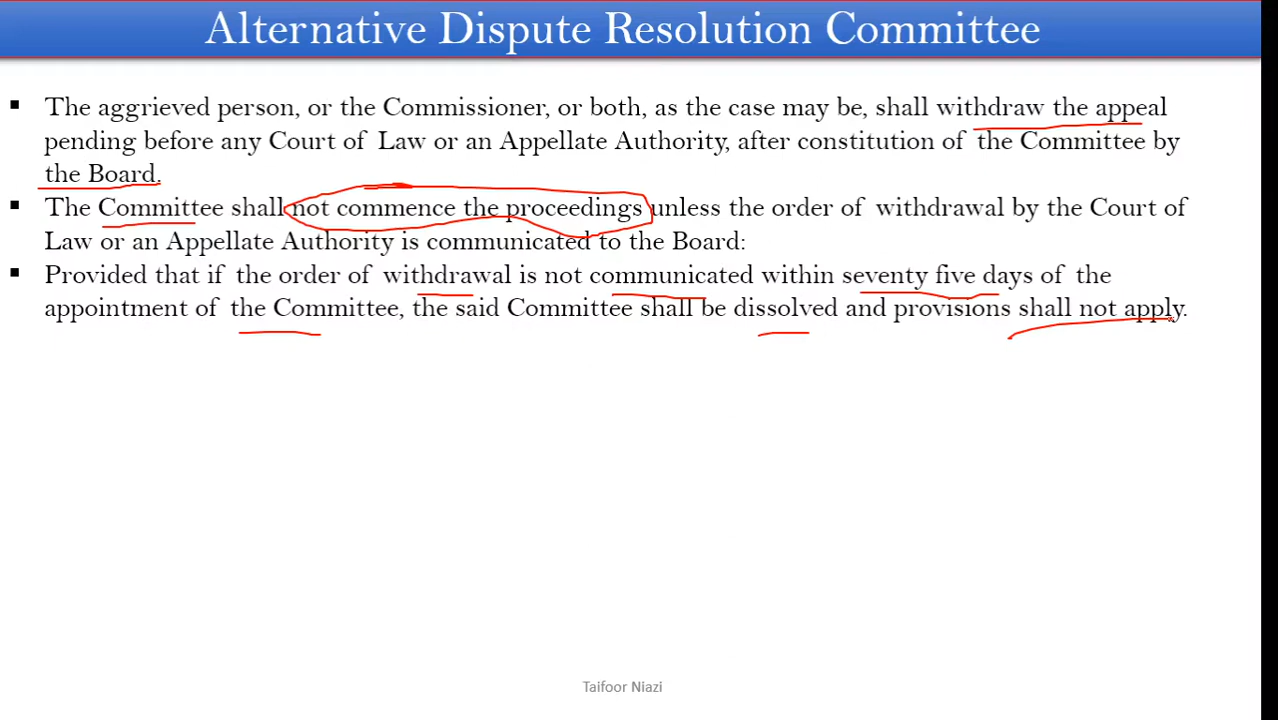 Alternative Dispute Resolution Committee
▪ The aggrieved person, or the Commissioner, or both, as the case may be, shall withdraw the appeal
pending before any Court of Law or an Appellate Authority, after constitution of the Committee by
the Board.
▪ The Committee shall not commence the proceedings unless the order of withdrawal by the Court of
Law or an Appellate Authority is communicated to the Board:
▪ Provided that if the order of withdrawal is not communicated within seventy five days of the
appointment of the Committee, the said Committee shall be dissolved and provisions shall not apply.
Taifoor Niazi